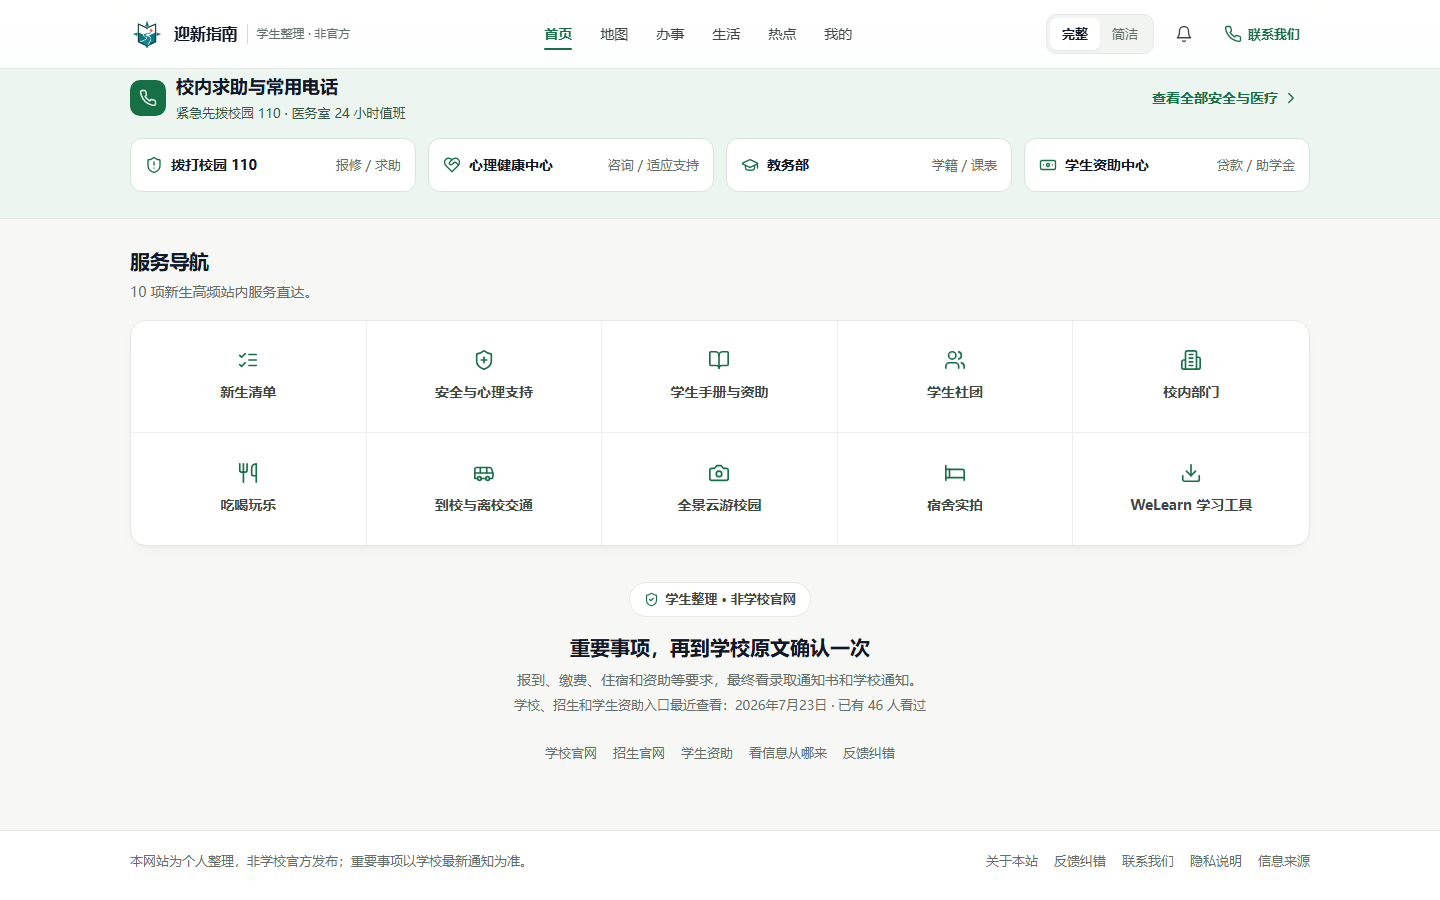 迎新指南 学生整理 · 非官方 首页 地图 办事 生活 热点 我的 完整 简洁 联系我们
校内求助与常用电话
紧急先拨校园 110 · 医务室 24 小时值班
查看全部安全与医疗
拨打校园 110 报修 / 求助
心理健康中心 咨询 / 适应支持
教务部 学籍 / 课表
学生资助中心 贷款 / 助学金
服务导航
10 项新生高频站内服务直达。
新生清单
安全与心理支持
学生手册与资助
学生社团
校内部门
吃喝玩乐
到校与离校交通
全景云游校园
宿舍实拍
WeLearn 学习工具
学生整理 • 非学校官网
重要事项，再到学校原文确认一次
报到、缴费、住宿和资助等要求，最终看录取通知书和学校通知。
学校、招生和学生资助入口最近查看：2026年7月23日 · 已有 46 人看过
学校官网 招生官网 学生资助 看信息从哪来 反馈纠错
本网站为个人整理，非学校官方发布；重要事项以学校最新通知为准。
关于本站 反馈纠错 联系我们 隐私说明 信息来源